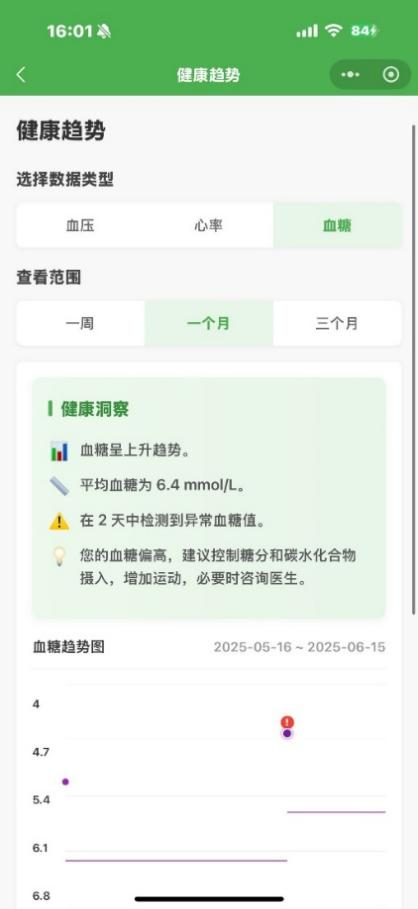 16:01
84
健康趋势
健康趋势
选择数据类型
血压 心率 血糖
查看范围
一周 一个月 三个月
健康洞察
血糖呈上升趋势。
平均血糖为 6.4 mmol/L。
在 2 天中检测到异常血糖值。
您的血糖偏高，建议控制糖分和碳水化合物
摄入，增加运动，必要时咨询医生。
血糖趋势图 2025-05-16 ~ 2025-06-15
4
4.7
5.4
6.1
6.8